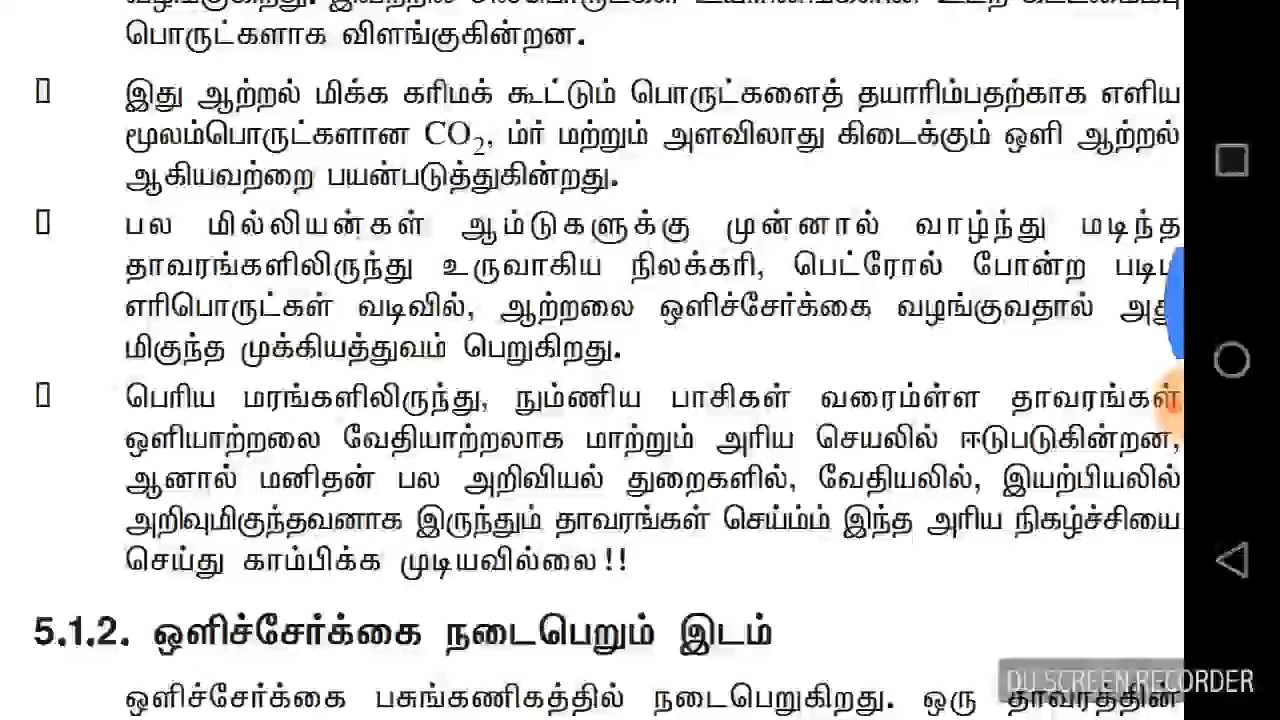 பொருட்களாக விளங்குகின்றன.
இது ஆற்றல் மிக்க கரிமக் கூட்டும் பொருட்களைத் தயாரிம்பதற்காக எளிய
மூலம்பொருட்களான CO₂, ம்ர் மற்றும் அளவிலாது கிடைக்கும் ஒளி ஆற்றல்
ஆகியவற்றை பயன்படுத்துகின்றது.
பல மில்லியன்கள் ஆம்டுகளுக்கு முன்னால் வாழ்ந்து மடிந்த
தாவரங்களிலிருந்து உருவாகிய நிலக்கரி, பெட்ரோல் போன்ற
எரிபொருட்கள் வடிவில், ஆற்றலை ஒளிச்சேர்க்கை வழங்குவதால் அது
மிகுந்த முக்கியத்துவம் பெறுகிறது.
பெரிய மரங்களிலிருந்து, நும்ணிய பாசிகள் வரைம்ள்ள தாவரங்கள்
ஒளியாற்றலை வேதியாற்றலாக மாற்றும் அரிய செயலில் ஈடுபடுகின்றன,
ஆனால் மனிதன் பல அறிவியல் துறைகளில், வேதியலில், இயற்பியலில்
அறிவுமிகுந்தவனாக இருந்தும் தாவரங்கள் செய்ம்ம் இந்த அரிய நிகழ்ச்சியை
செய்து காம்பிக்க முடியவில்லை!!
5.1.2. ஒளிச்சேர்க்கை நடைபெறும் இடம்
ஒளிச்சேர்க்கை பசுங்கணிகத்தில் நடைபெறுகிறது. ஒரு தாவரத்தின்
DU SCREEN RECORDER